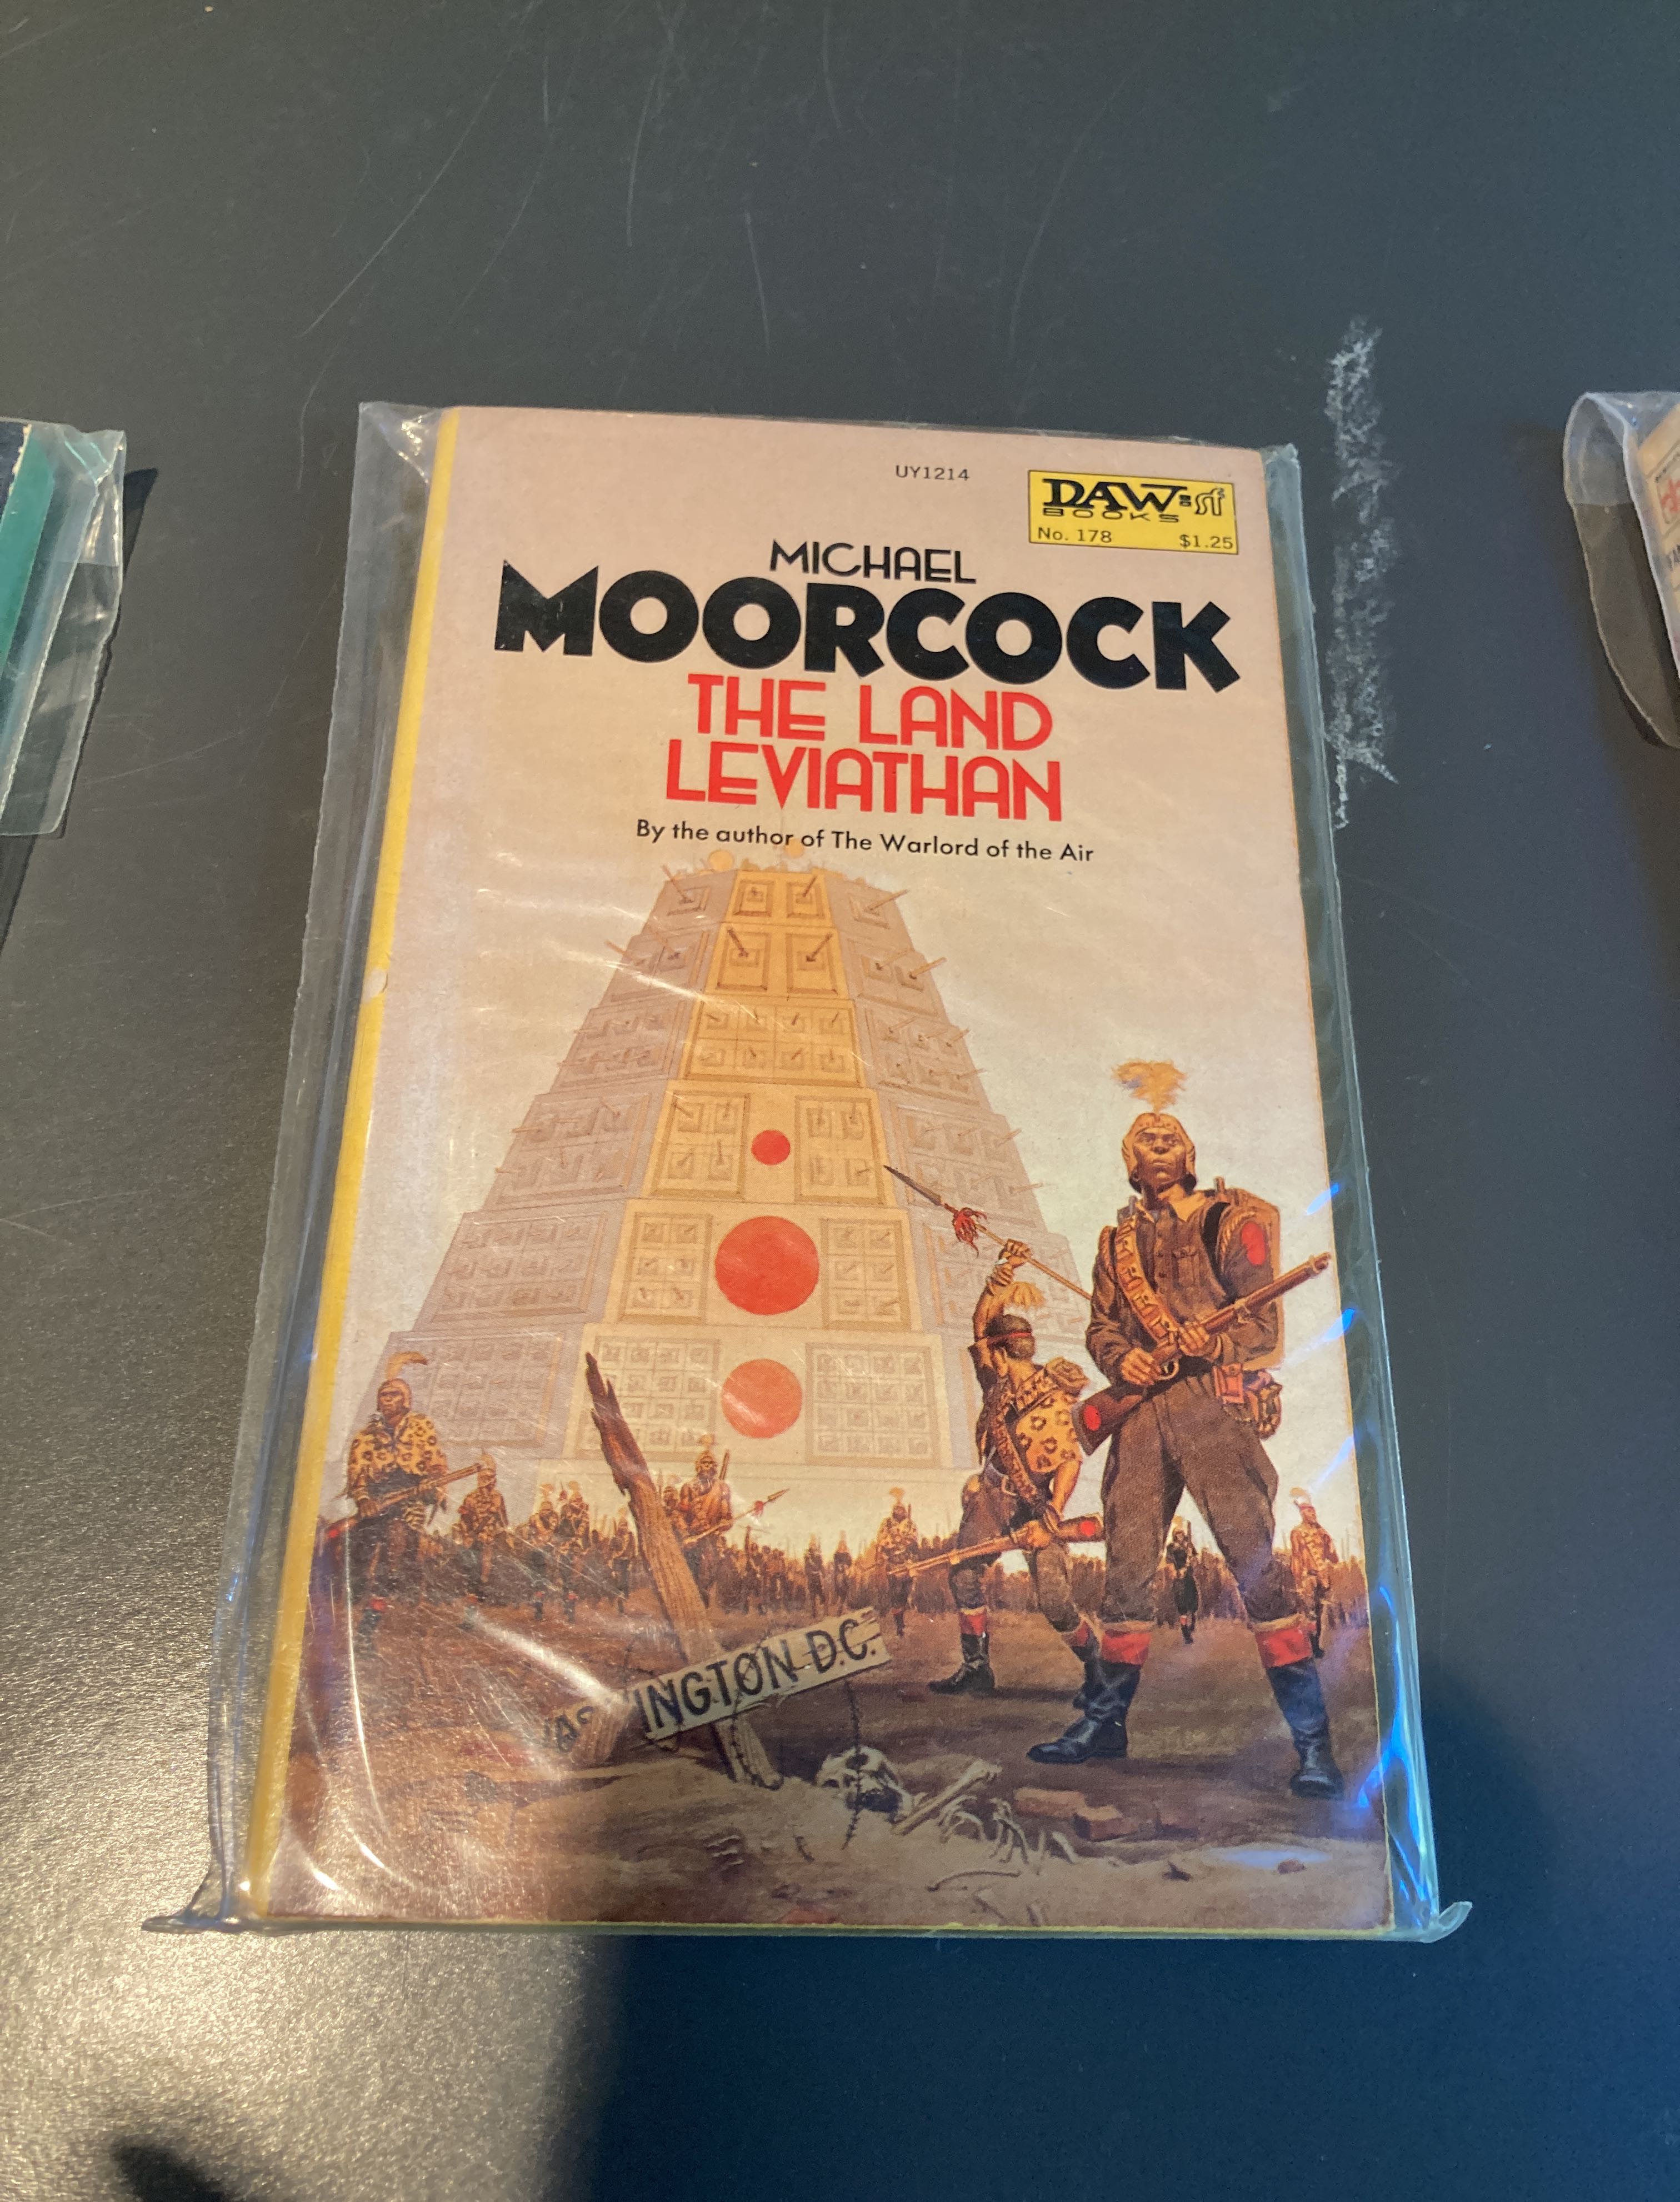 UY1214
DAW=sf
BOOKS
No. 178 $1.25
MICHAEL
MOORCOCK
THE LAND
LEVIATHAN
By the author of The Warlord of the Air
WASHINGTON D.C.